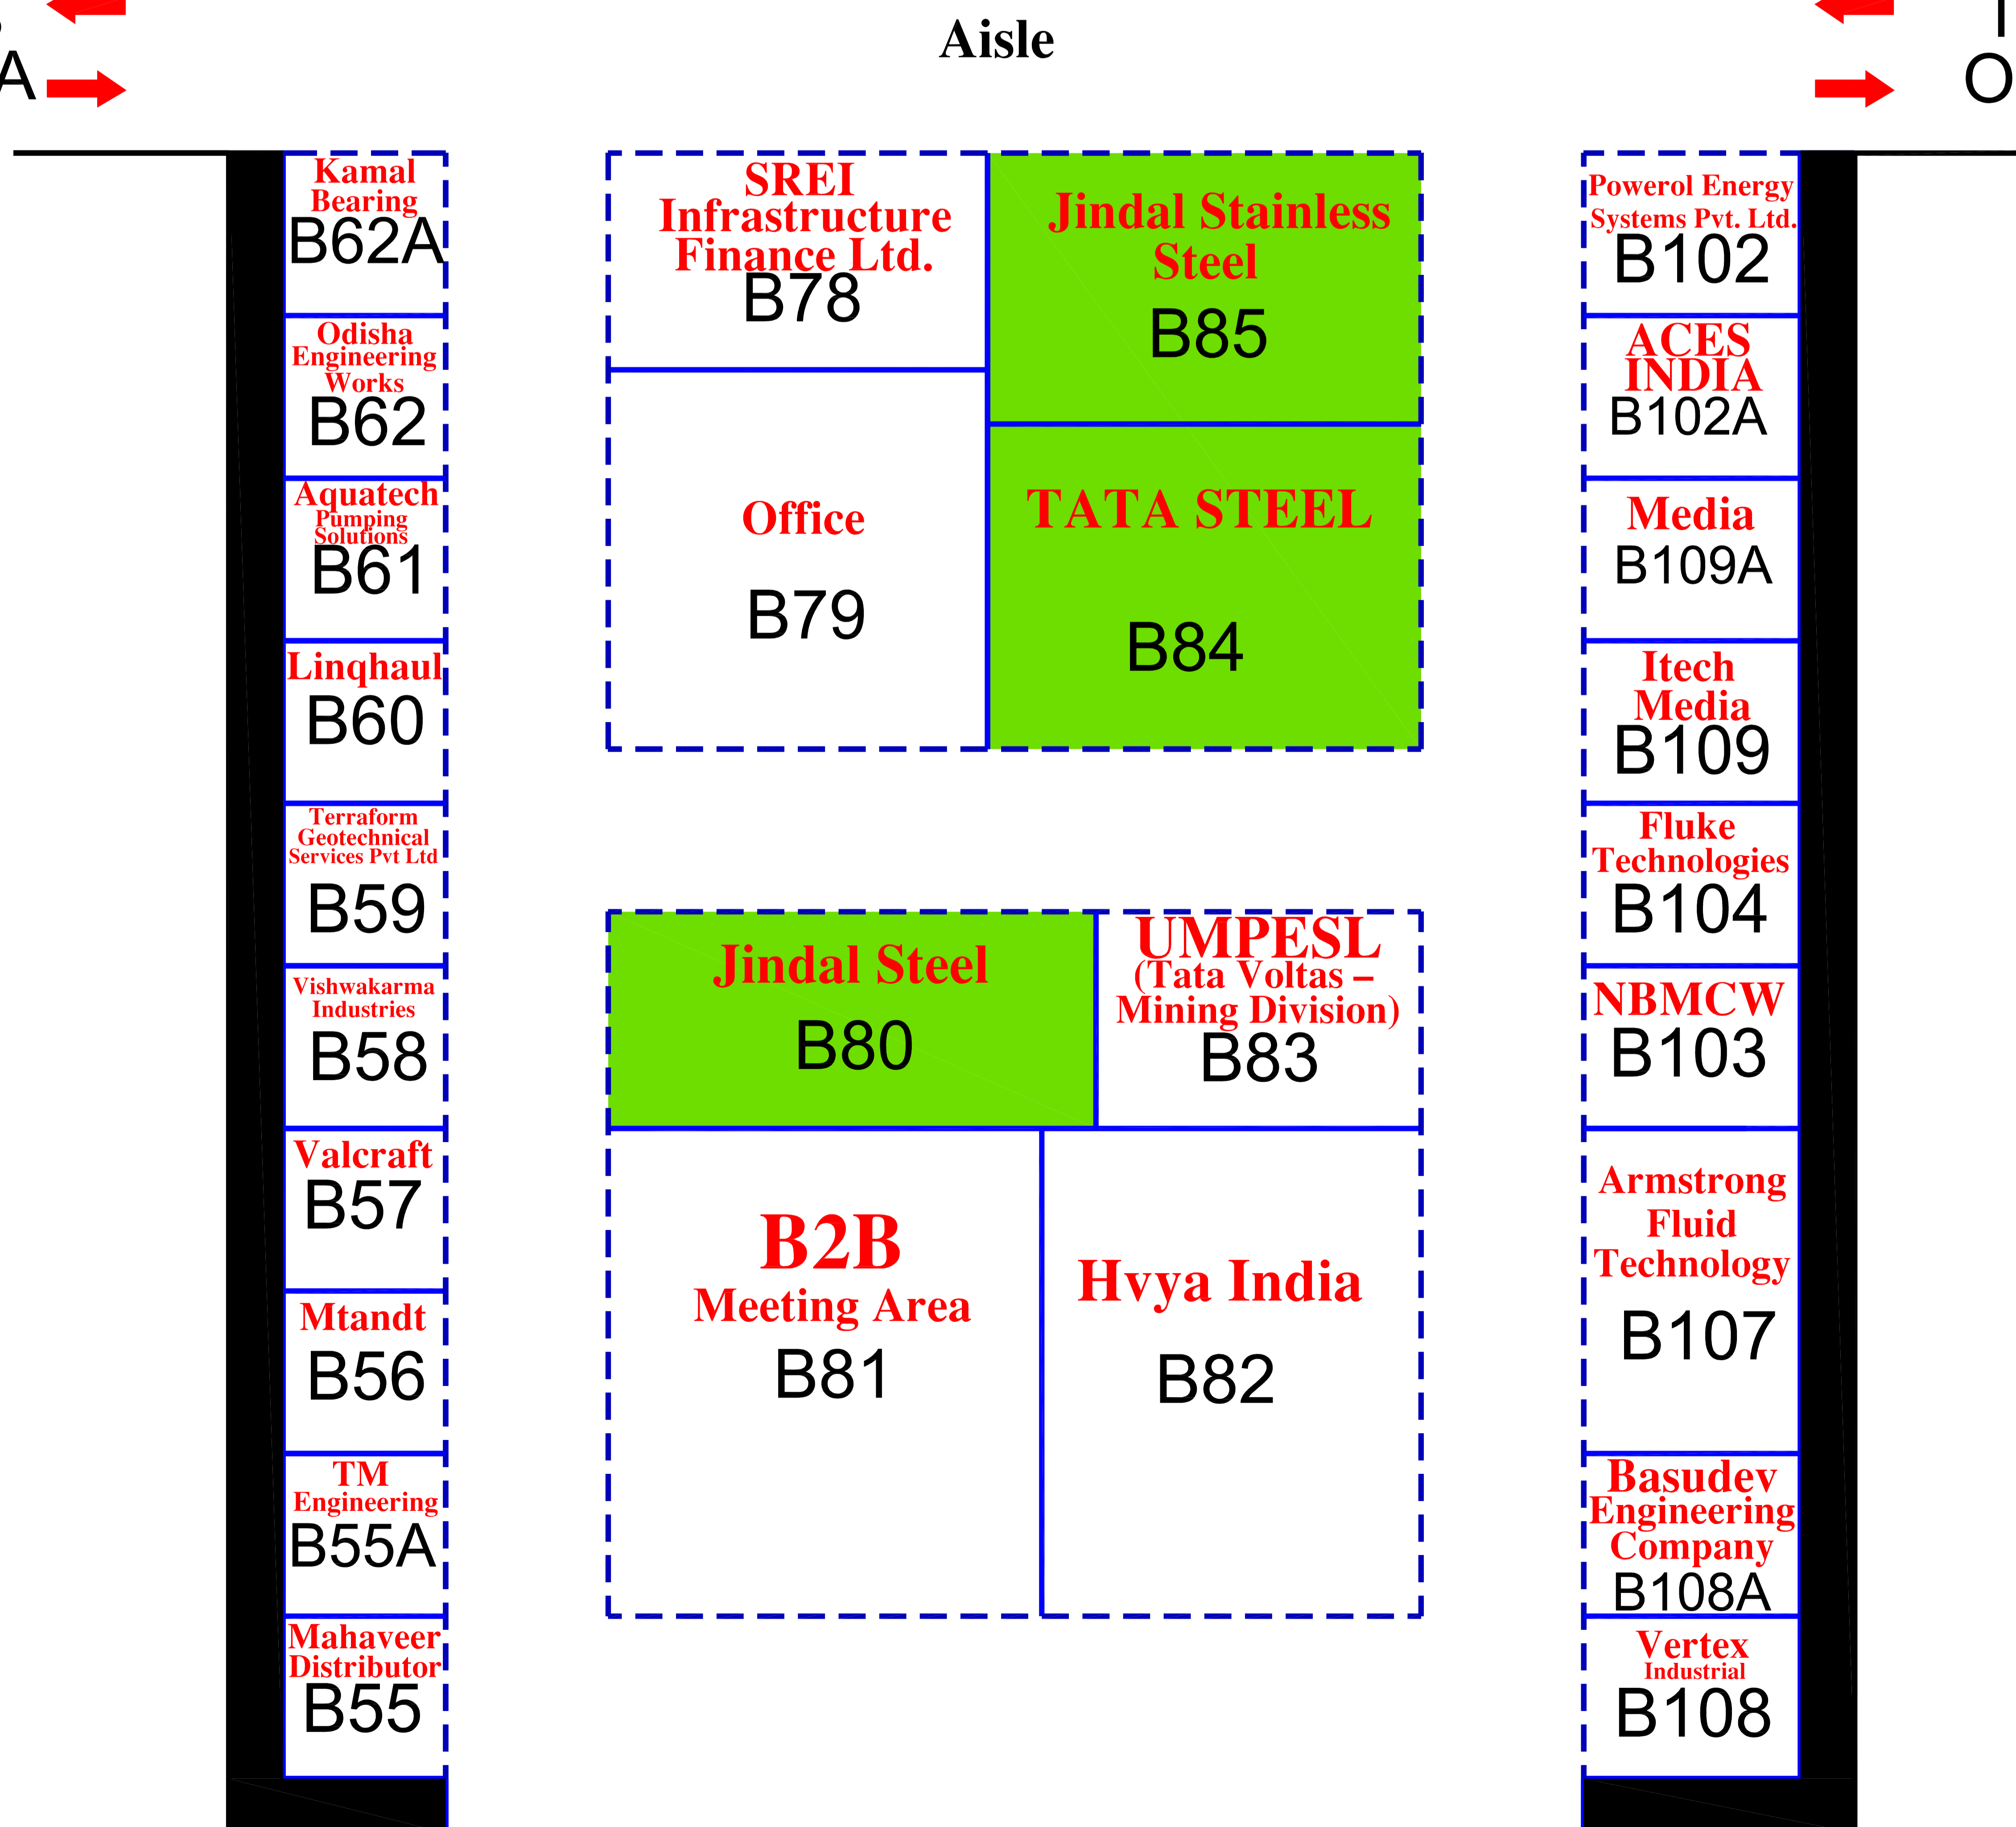 Aisle
A
I
O
Kamal
Bearing
B62A
Odisha
Engineering
Works
B62
Aquatech
Pumping
Solutions
B61
Linqhaul
B60
Terraform
Geotechnical
Services Pvt Ltd
B59
Vishwakarma
Industries
B58
Valcraft
B57
Mtandt
B56
TM
Engineering
B55A
Mahaveer
Distributor
B55
SREI
Infrastructure
Finance Ltd.
B78
Jindal Stainless
Steel
B85
Office
B79
TATA STEEL
B84
Jindal Steel
B80
UMPESL
(Tata Voltas –
Mining Division)
B83
B2B
Meeting Area
B81
Hvya India
B82
Powerol Energy
Systems Pvt. Ltd.
B102
ACES
INDIA
B102A
Media
B109A
Itech
Media
B109
Fluke
Technologies
B104
NBMCW
B103
Armstrong
Fluid
Technology
B107
Basudev
Engineering
Company
B108A
Vertex
Industrial
B108